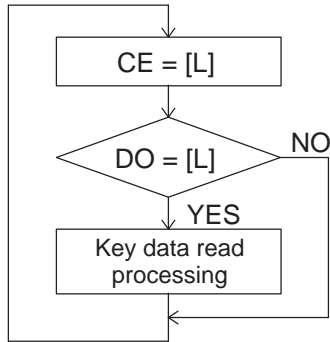 CE = [L]
DO = [L]
NO
YES
Key data read
processing